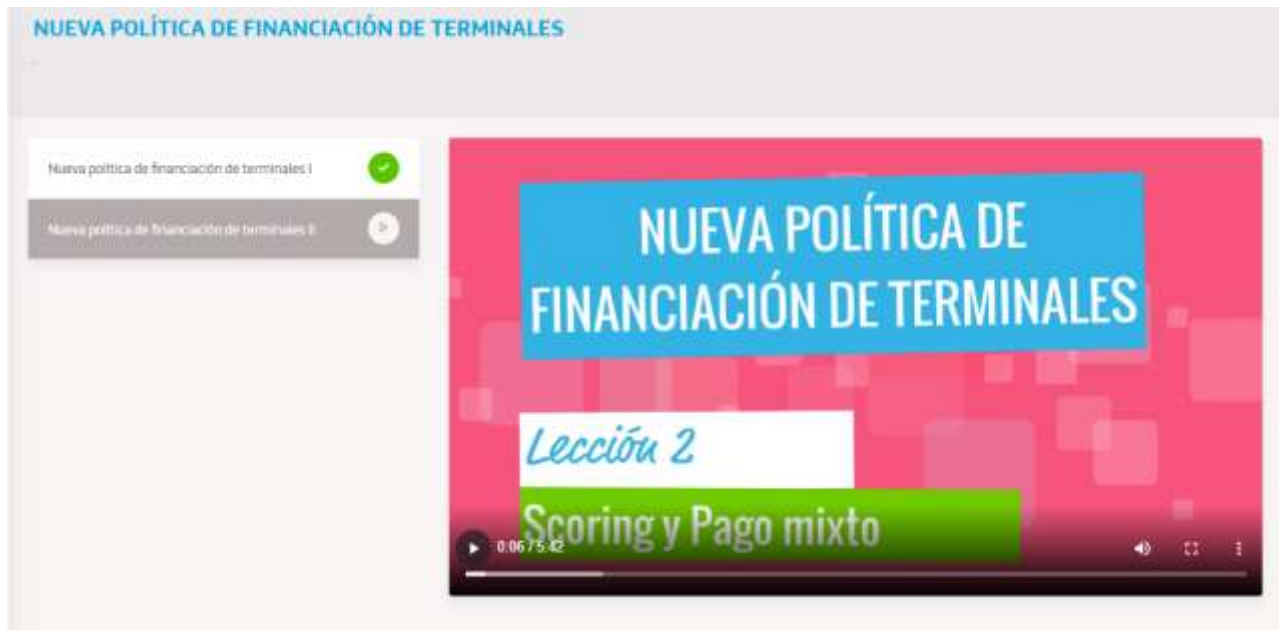 NUEVA POLÍTICA DE FINANCIACIÓN DE TERMINALES
Nueva política de financiación de terminales I
Nueva política de financiación de terminales II
NUEVA POLÍTICA DE
FINANCIACIÓN DE TERMINALES
Lección 2
Scoring y Pago mixto
0:06 / 5:42